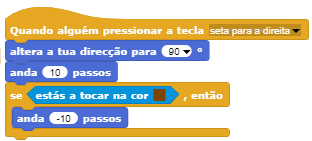 Quando alguém pressionar a tecla seta para a direita
altera a tua direcção para 90 °
anda 10 passos
se estás a tocar na cor , então
anda -10 passos